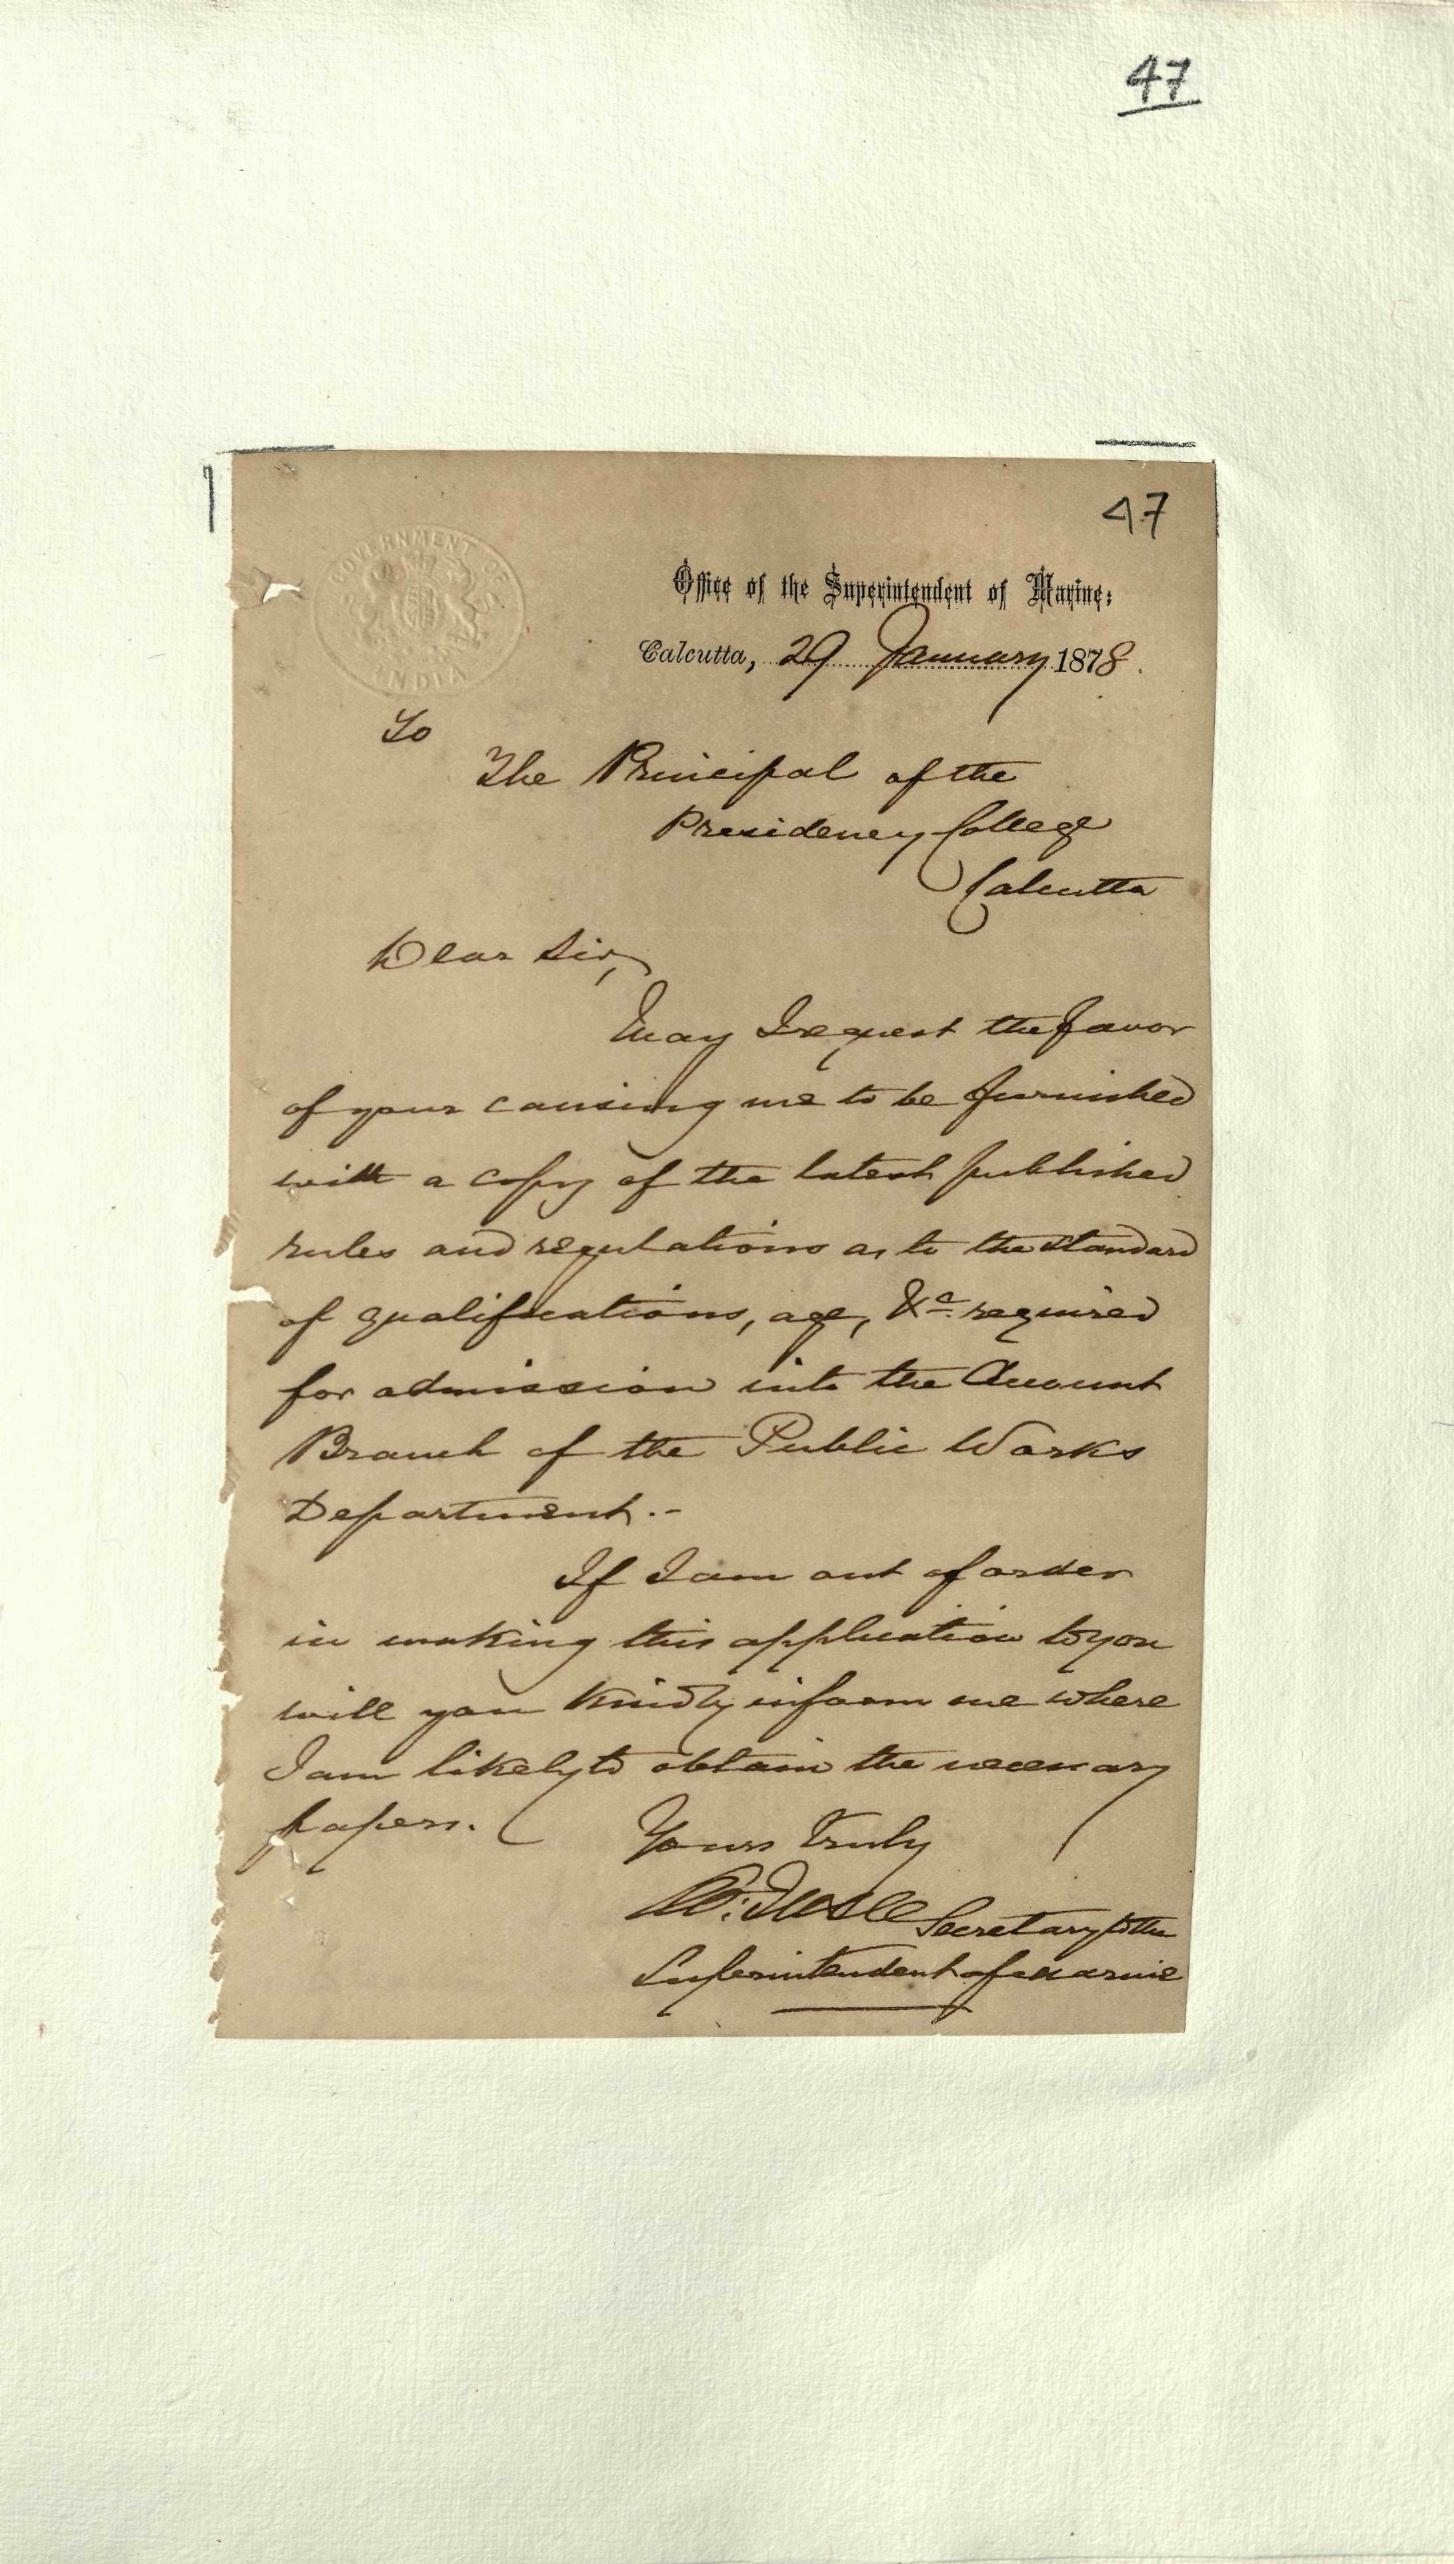 47
47
GOVERNMENT OF
INDIA
Office of the Superintendent of Marine:
Calcutta, 29 January 1878.
To
The Principal of the
Presidency College
Calcutta
Dear Sir,
May I request the favor
of your causing me to be furnished
with a copy of the latest published
rules and regulations as to the standard
of qualifications, age, &c. required
for admission into the Account
Branch of the Public Works
Department.-
If I am out of order
in making this application to you
will you kindly inform me where
I am likely to obtain the necessary
papers.
Yours truly
Secretary to the
Superintendent of Marine